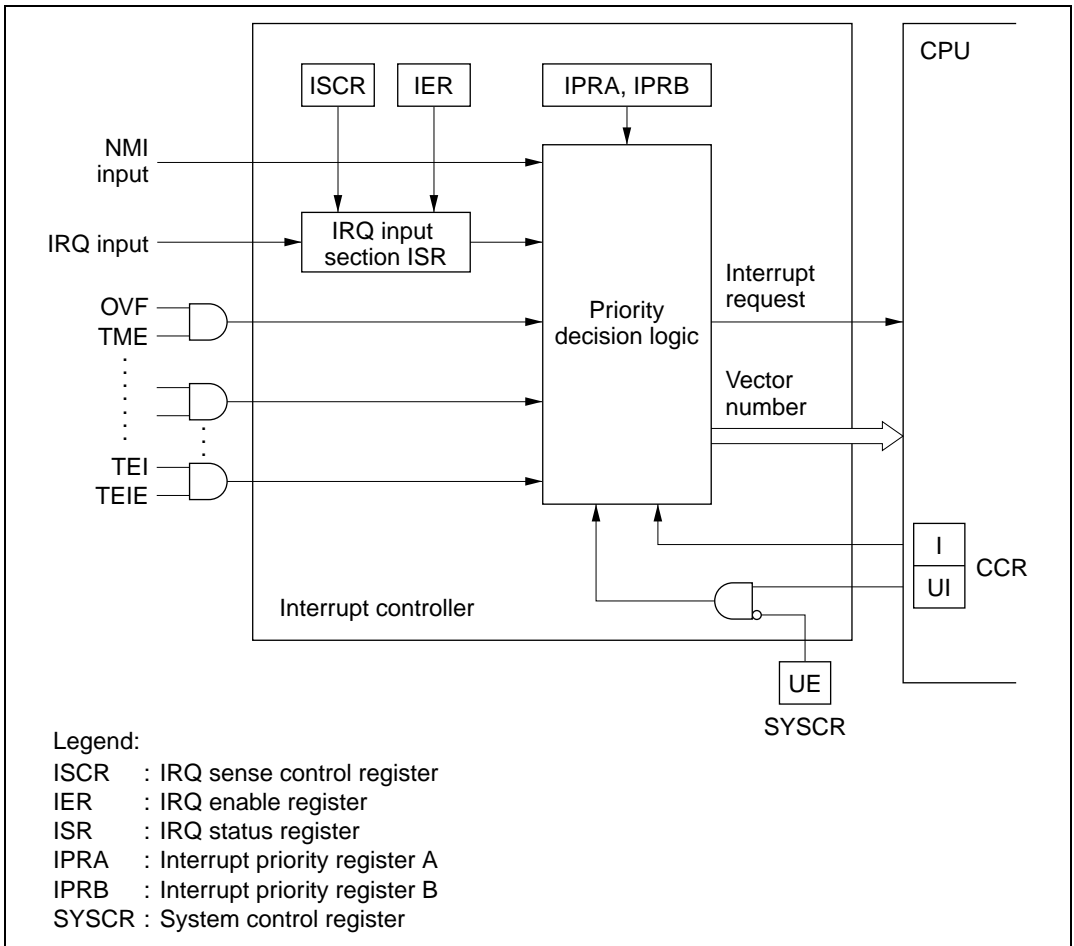 CPU
ISCR
IER
IPRA, IPRB
NMI
input
IRQ input
IRQ input
section ISR
OVF
TME
Priority
decision logic
Interrupt
request
Vector
number
TEI
TEIE
I
UI
CCR
Interrupt controller
UE
SYSCR
Legend:
ISCR : IRQ sense control register
IER : IRQ enable register
ISR : IRQ status register
IPRA : Interrupt priority register A
IPRB : Interrupt priority register B
SYSCR : System control register